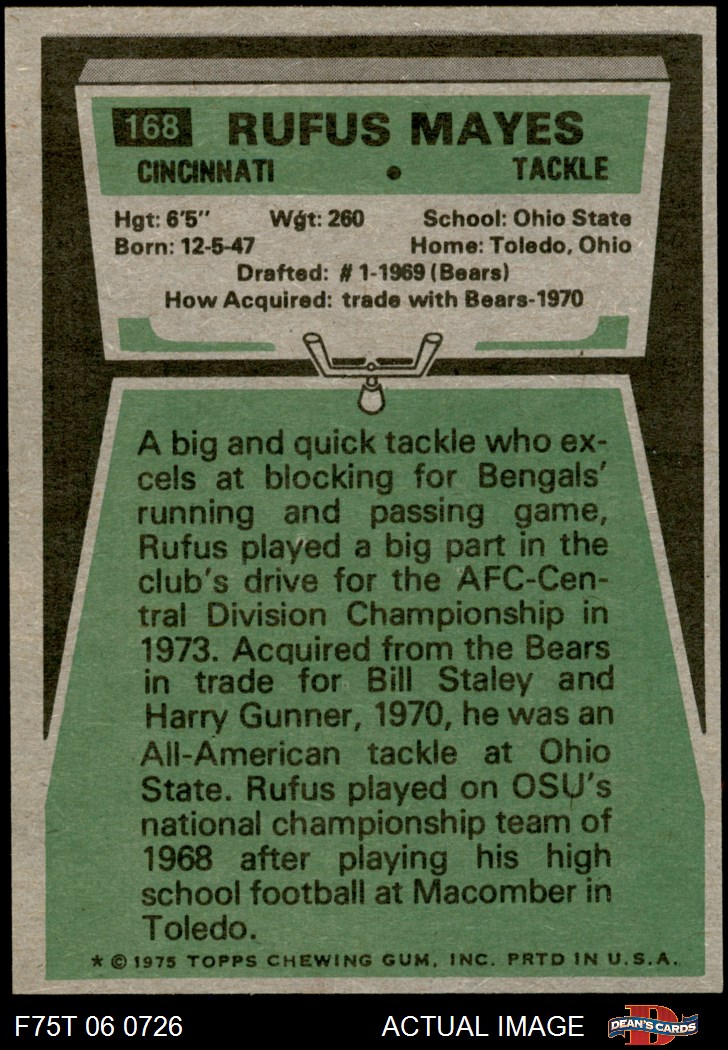 168 RUFUS MAYES
CINCINNATI • TACKLE
Hgt: 6'5" Wgt: 260 School: Ohio State
Born: 12-5-47 Home: Toledo, Ohio
Drafted: # 1-1969 (Bears)
How Acquired: trade with Bears-1970
A big and quick tackle who ex-
cels at blocking for Bengals'
running and passing game,
Rufus played a big part in the
club's drive for the AFC-Cen-
tral Division Championship in
1973. Acquired from the Bears
in trade for Bill Staley and
Harry Gunner, 1970, he was an
All-American tackle at Ohio
State. Rufus played on OSU's
national championship team of
1968 after playing his high
school football at Macomber in
Toledo.
* © 1975 TOPPS CHEWING GUM, INC. PRTD IN U.S.A.
F75T 06 0726 ACTUAL IMAGE D DEAN'S CARDS